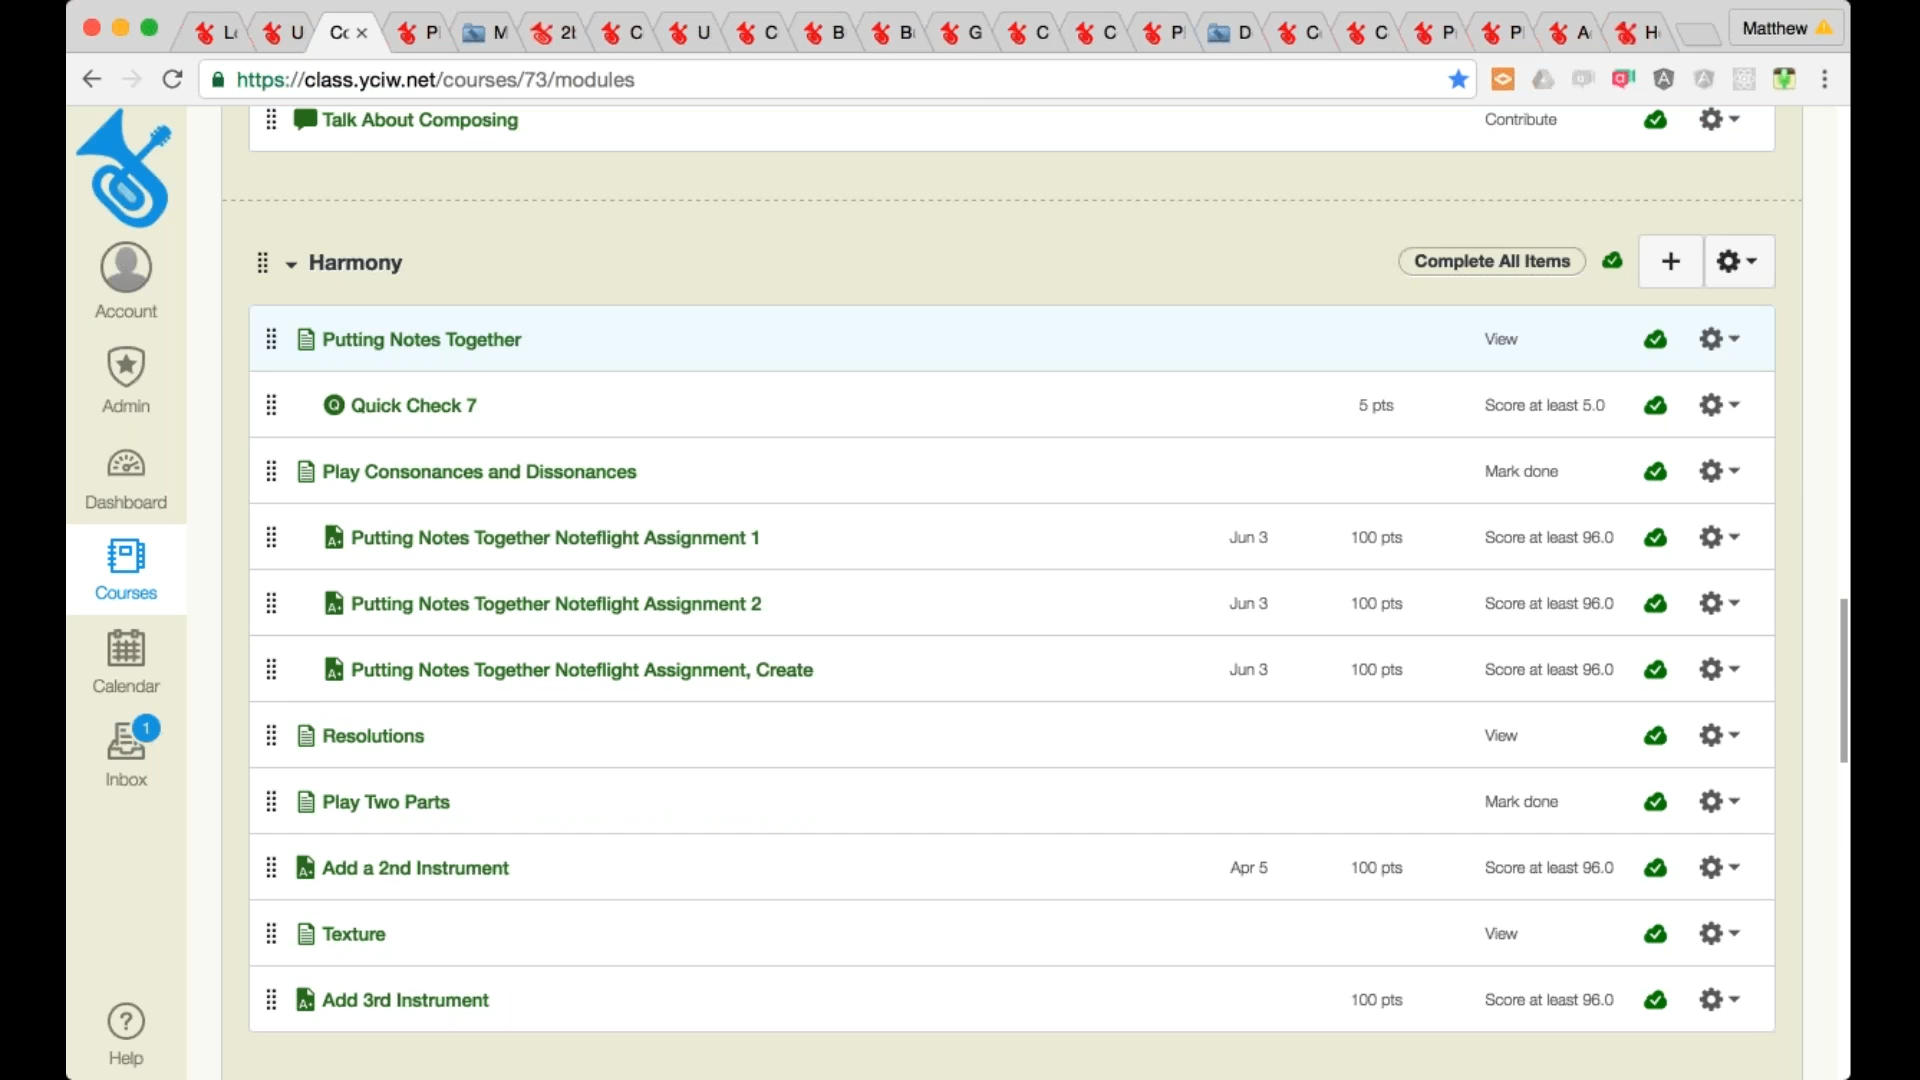 L U Co P M 2b C U C B B G C C P D C C P P A H Matthew
https://class.yciw.net/courses/73/modules
Talk About Composing Contribute
Account
Admin
Dashboard
Courses
Calendar
1
Inbox
Help
Harmony Complete All Items
Putting Notes Together View
Quick Check 7 5 pts Score at least 5.0
Play Consonances and Dissonances Mark done
Putting Notes Together Noteflight Assignment 1 Jun 3 100 pts Score at least 96.0
Putting Notes Together Noteflight Assignment 2 Jun 3 100 pts Score at least 96.0
Putting Notes Together Noteflight Assignment, Create Jun 3 100 pts Score at least 96.0
Resolutions View
Play Two Parts Mark done
Add a 2nd Instrument Apr 5 100 pts Score at least 96.0
Texture View
Add 3rd Instrument 100 pts Score at least 96.0